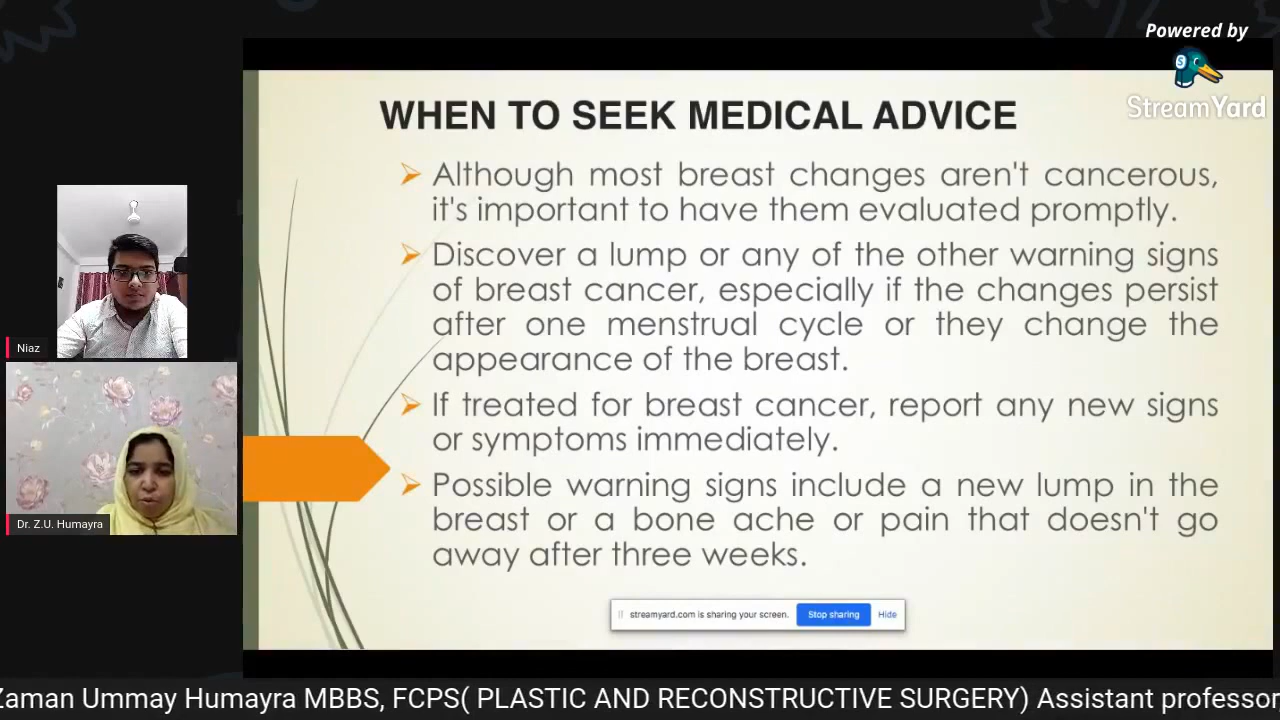 Powered by
StreamYard
WHEN TO SEEK MEDICAL ADVICE
Although most breast changes aren't cancerous,
it's important to have them evaluated promptly.
Discover a lump or any of the other warning signs
of breast cancer, especially if the changes persist
after one menstrual cycle or they change the
appearance of the breast.
If treated for breast cancer, report any new signs
or symptoms immediately.
Possible warning signs include a new lump in the
breast or a bone ache or pain that doesn't go
away after three weeks.
Niaz
Dr. Z.U. Humayra
streamyard.com is sharing your screen. Stop sharing Hide
Zaman Ummay Humayra MBBS, FCPS( PLASTIC AND RECONSTRUCTIVE SURGERY) Assistant professor